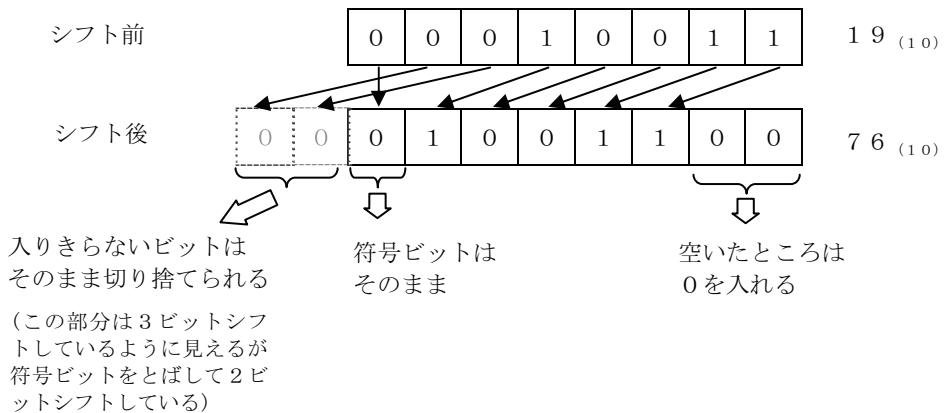 シフト前 0 0 0 1 0 0 1 1 19(10)
シフト後 0 0 0 1 0 0 1 1 0 0 76(10)
入りきらないビットは
そのまま切り捨てられる
（この部分は３ビットシフ
トしているように見えるが
符号ビットをとばして２ビ
ットシフトしている）
符号ビットは
そのまま
空いたところは
０を入れる